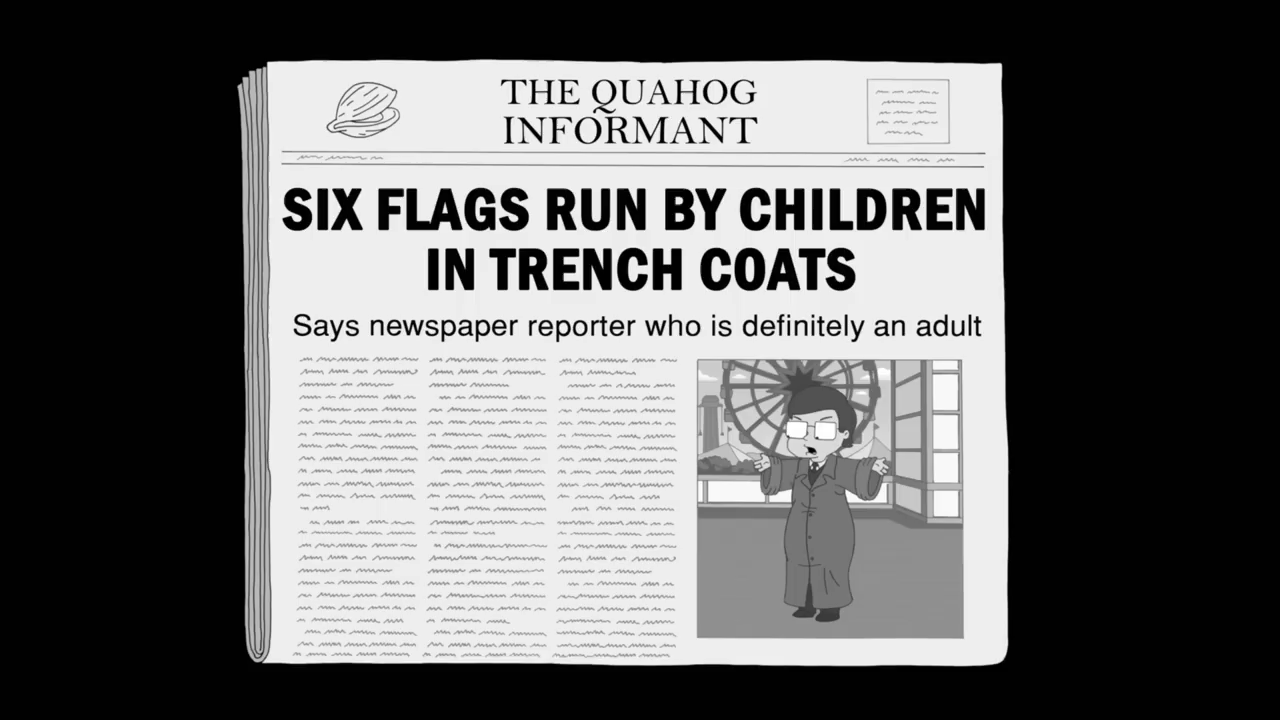 THE QUAHOG
INFORMANT
SIX FLAGS RUN BY CHILDREN
IN TRENCH COATS
Says newspaper reporter who is definitely an adult